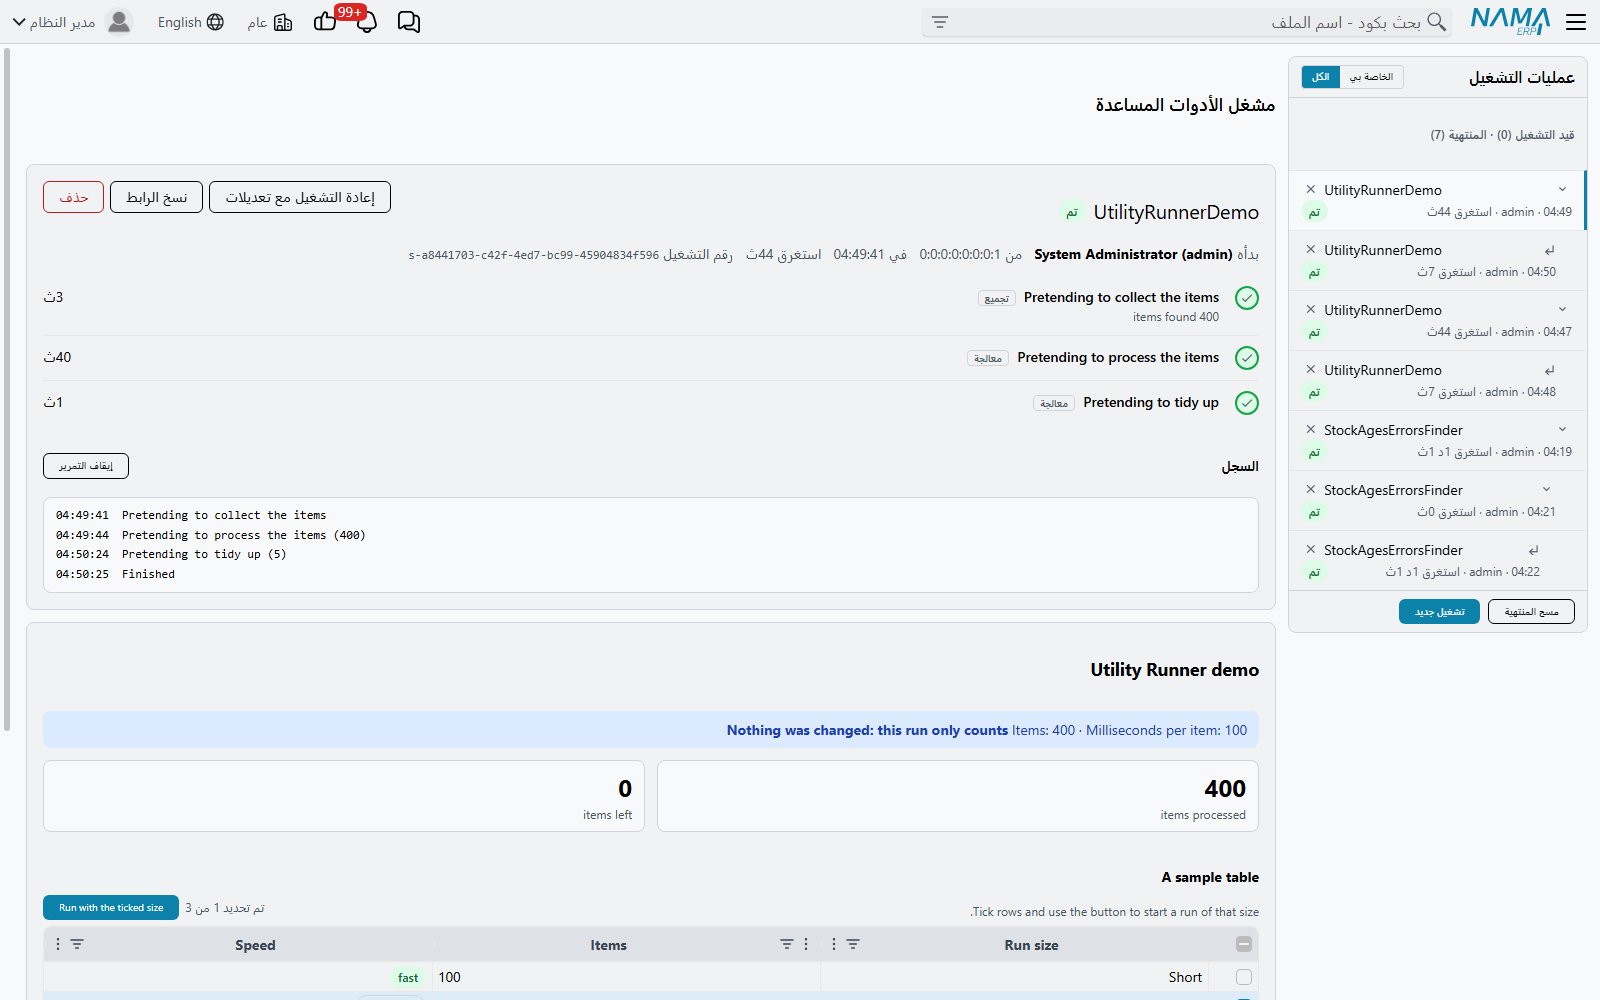 NAMA ERP
بحث بكود - اسم الملف
99+
عام
English
مدير النظام
عمليات التشغيل
الخاصة بي
الكل
قيد التشغيل (0) · المنتهية (7)
UtilityRunnerDemo
04:49 · admin · استغرق 44ث
تم
UtilityRunnerDemo
04:50 · admin · استغرق 7ث
تم
UtilityRunnerDemo
04:47 · admin · استغرق 44ث
تم
UtilityRunnerDemo
04:48 · admin · استغرق 7ث
تم
StockAgesErrorsFinder
04:19 · admin · استغرق 1د 1ث
تم
StockAgesErrorsFinder
04:21 · admin · استغرق 0ث
تم
StockAgesErrorsFinder
04:22 · admin · استغرق 1د 1ث
تم
مسح المنتهية
تشغيل جديد
مشغل الأدوات المساعدة
UtilityRunnerDemo
تم
إعادة التشغيل مع تعديلات
نسخ الرابط
حذف
بدأه System Administrator (admin) من 0:0:0:0:0:0:0:1 في 04:49:41 استغرق 44ث رقم التشغيل s-a8441703-c42f-4ed7-bc99-45904834f596
Pretending to collect the items تجميع 3ث
items found 400
Pretending to process the items معالجة 40ث
Pretending to tidy up معالجة 1ث
السجل
إيقاف التمرير
04:49:41 Pretending to collect the items
04:49:44 Pretending to process the items (400)
04:50:24 Pretending to tidy up (5)
04:50:25 Finished
Utility Runner demo
Nothing was changed: this run only counts Items: 400 · Milliseconds per item: 100
400
items processed
0
items left
A sample table
Tick rows and use the button to start a run of that size.
تم تحديد 1 من 3
Run with the ticked size
Run size Items Speed
Short 100 fast